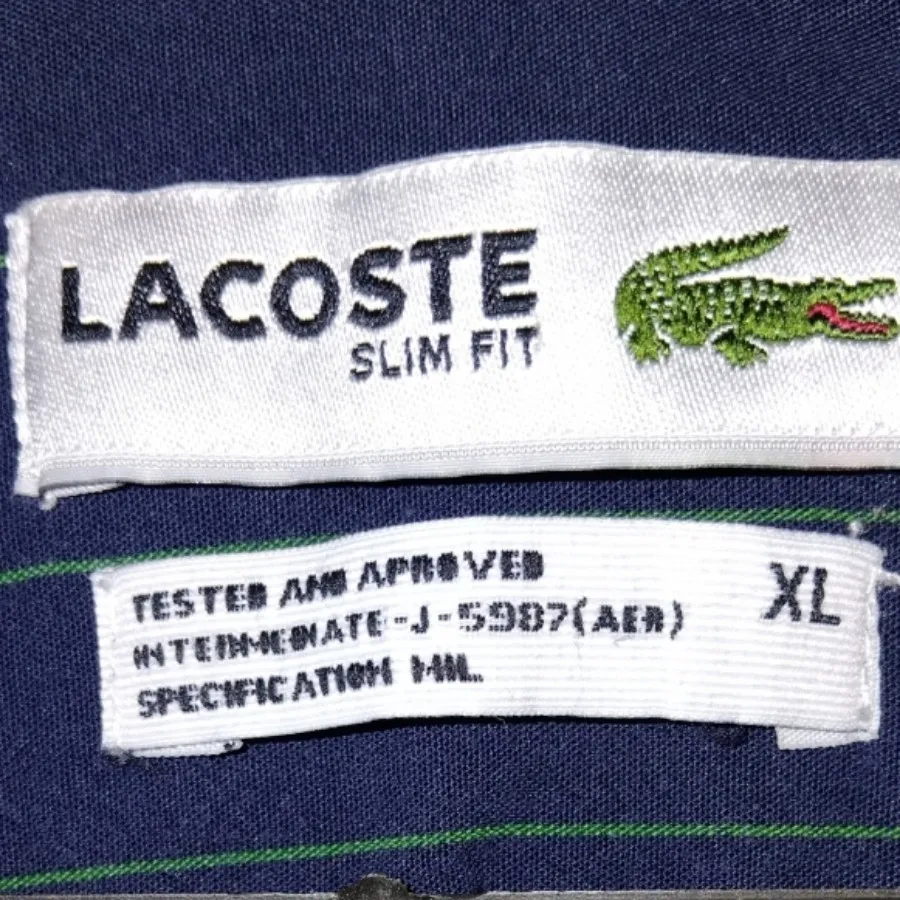 LACOSTE
SLIM FIT
TESTED AND APROVED
XL
INTERMEDIATE-J-5987(AER)
SPECIFICATION MIL.